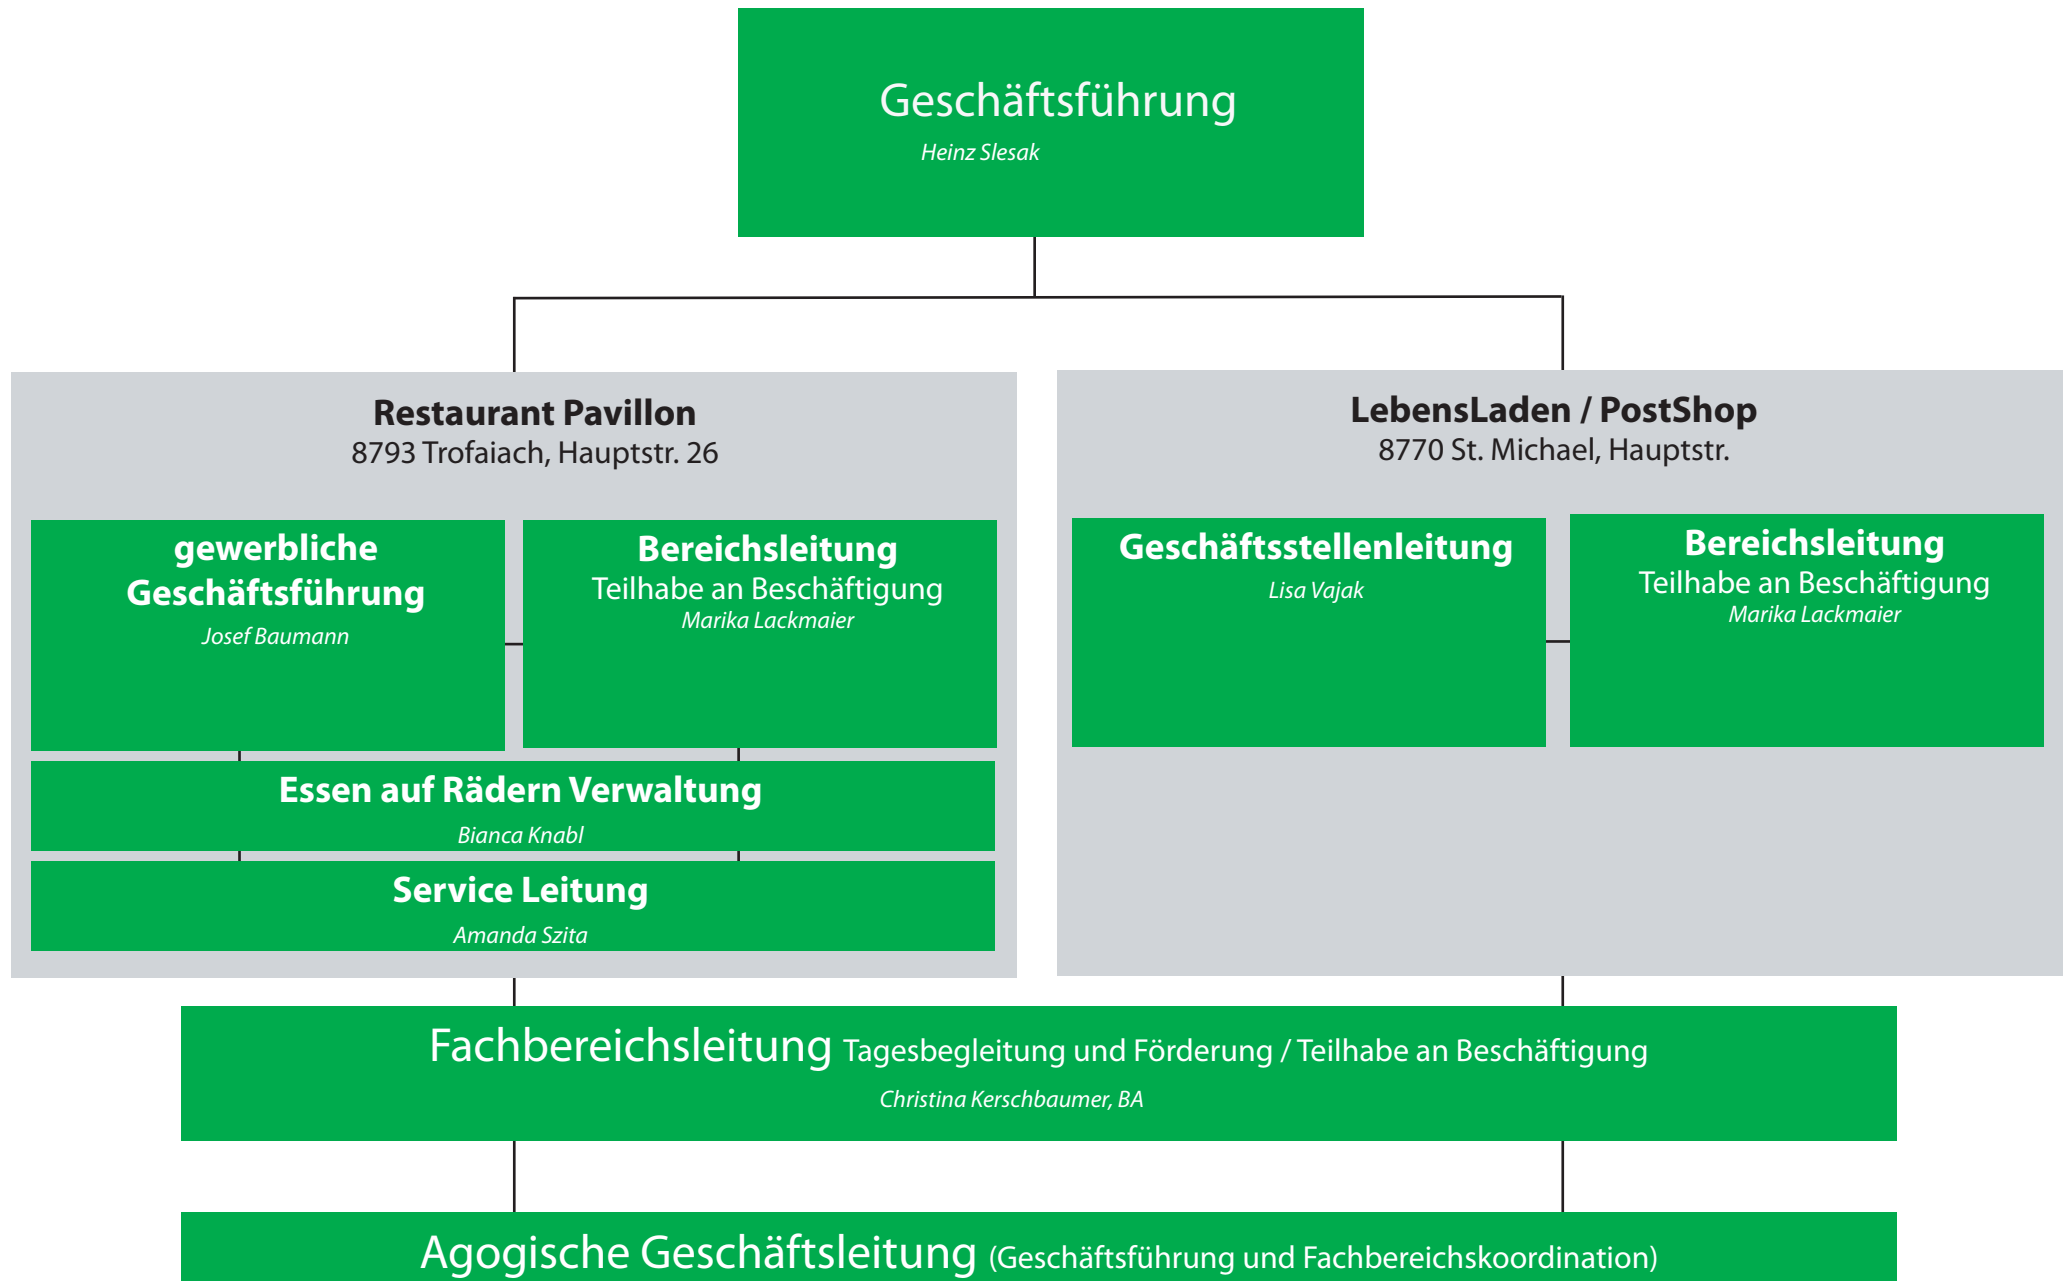 Geschäftsführung
Heinz Slesak
Restaurant Pavillon
8793 Trofaiach, Hauptstr. 26
gewerbliche
Geschäftsführung
Josef Baumann
Bereichsleitung
Teilhabe an Beschäftigung
Marika Lackmaier
Essen auf Rädern Verwaltung
Bianca Knabl
Service Leitung
Amanda Szita
LebensLaden / PostShop
8770 St. Michael, Hauptstr.
Geschäftsstellenleitung
Lisa Vajak
Bereichsleitung
Teilhabe an Beschäftigung
Marika Lackmaier
Fachbereichsleitung Tagesbegleitung und Förderung / Teilhabe an Beschäftigung
Christina Kerschbaumer, BA
Agogische Geschäftsleitung (Geschäftsführung und Fachbereichskoordination)